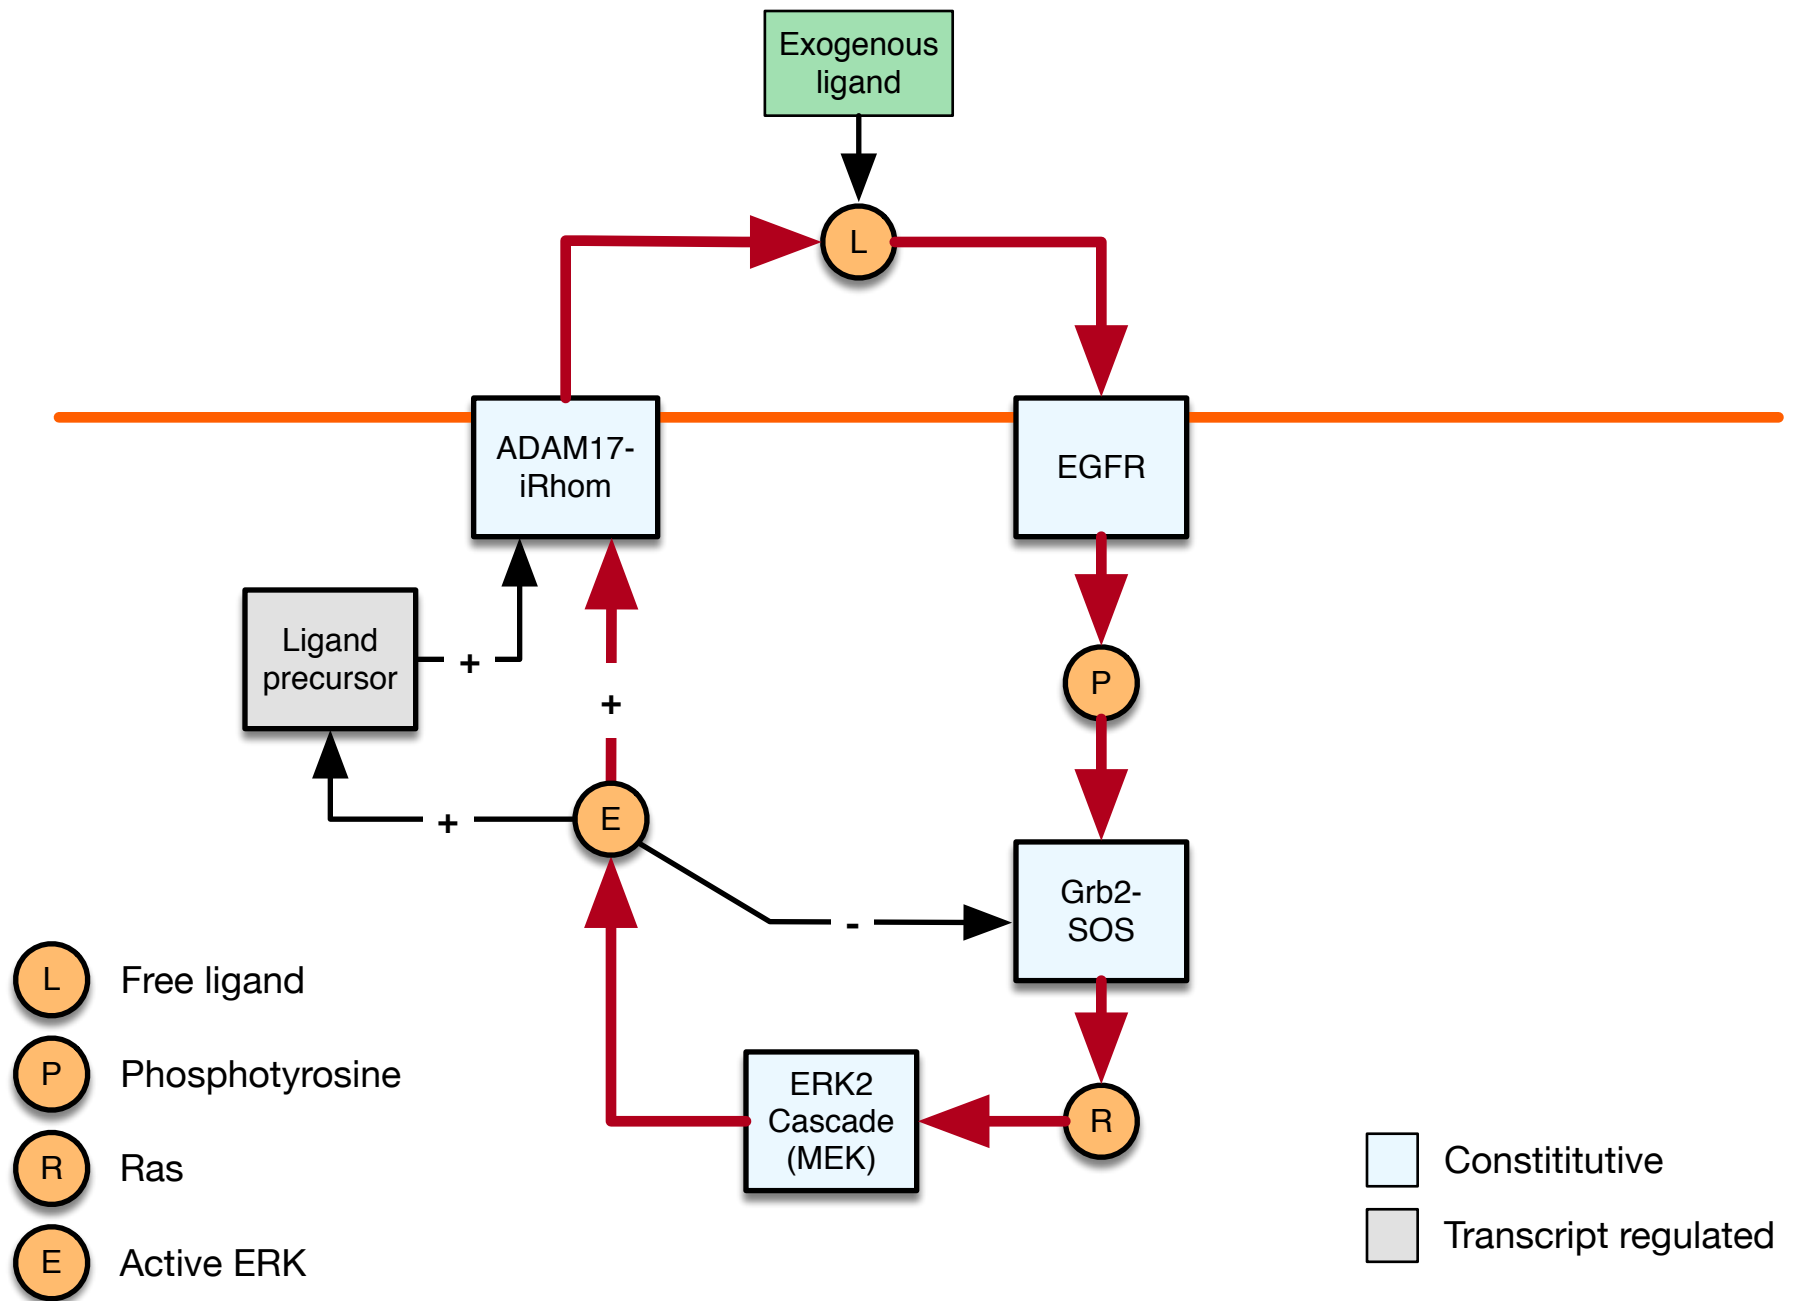 Exogenous
ligand
L
ADAM17-
iRhom
EGFR
Ligand
precursor
+
+
P
+
E
-
Grb2-
SOS
ERK2
Cascade
(MEK)
R
L Free ligand
P Phosphotyrosine
R Ras
E Active ERK
Constititutive
Transcript regulated